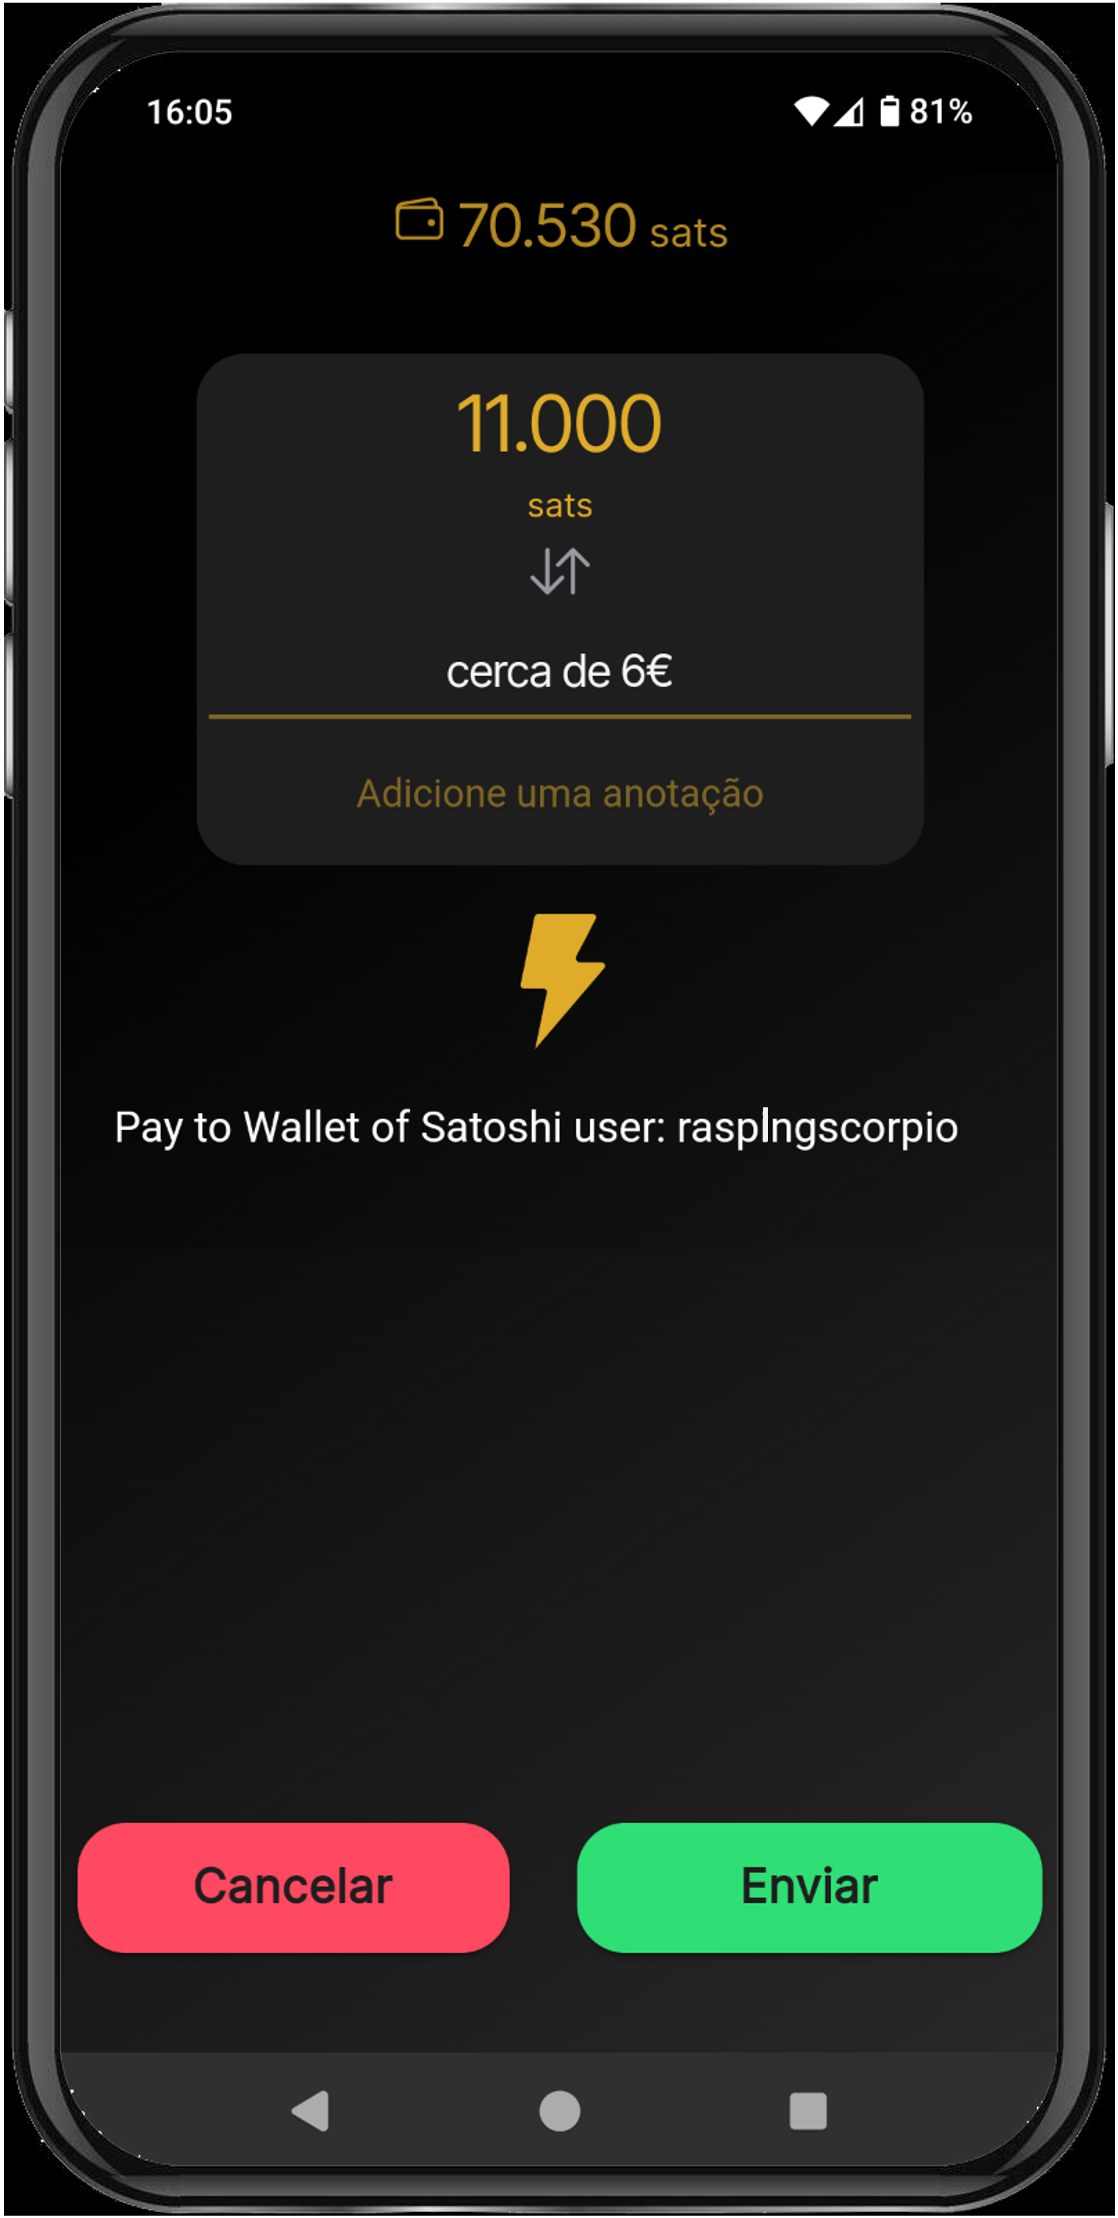 16:05
81%
70.530 sats
11.000
sats
cerca de 6€
Adicione uma anotação
Pay to Wallet of Satoshi user: rasplngscorpio
Cancelar
Enviar